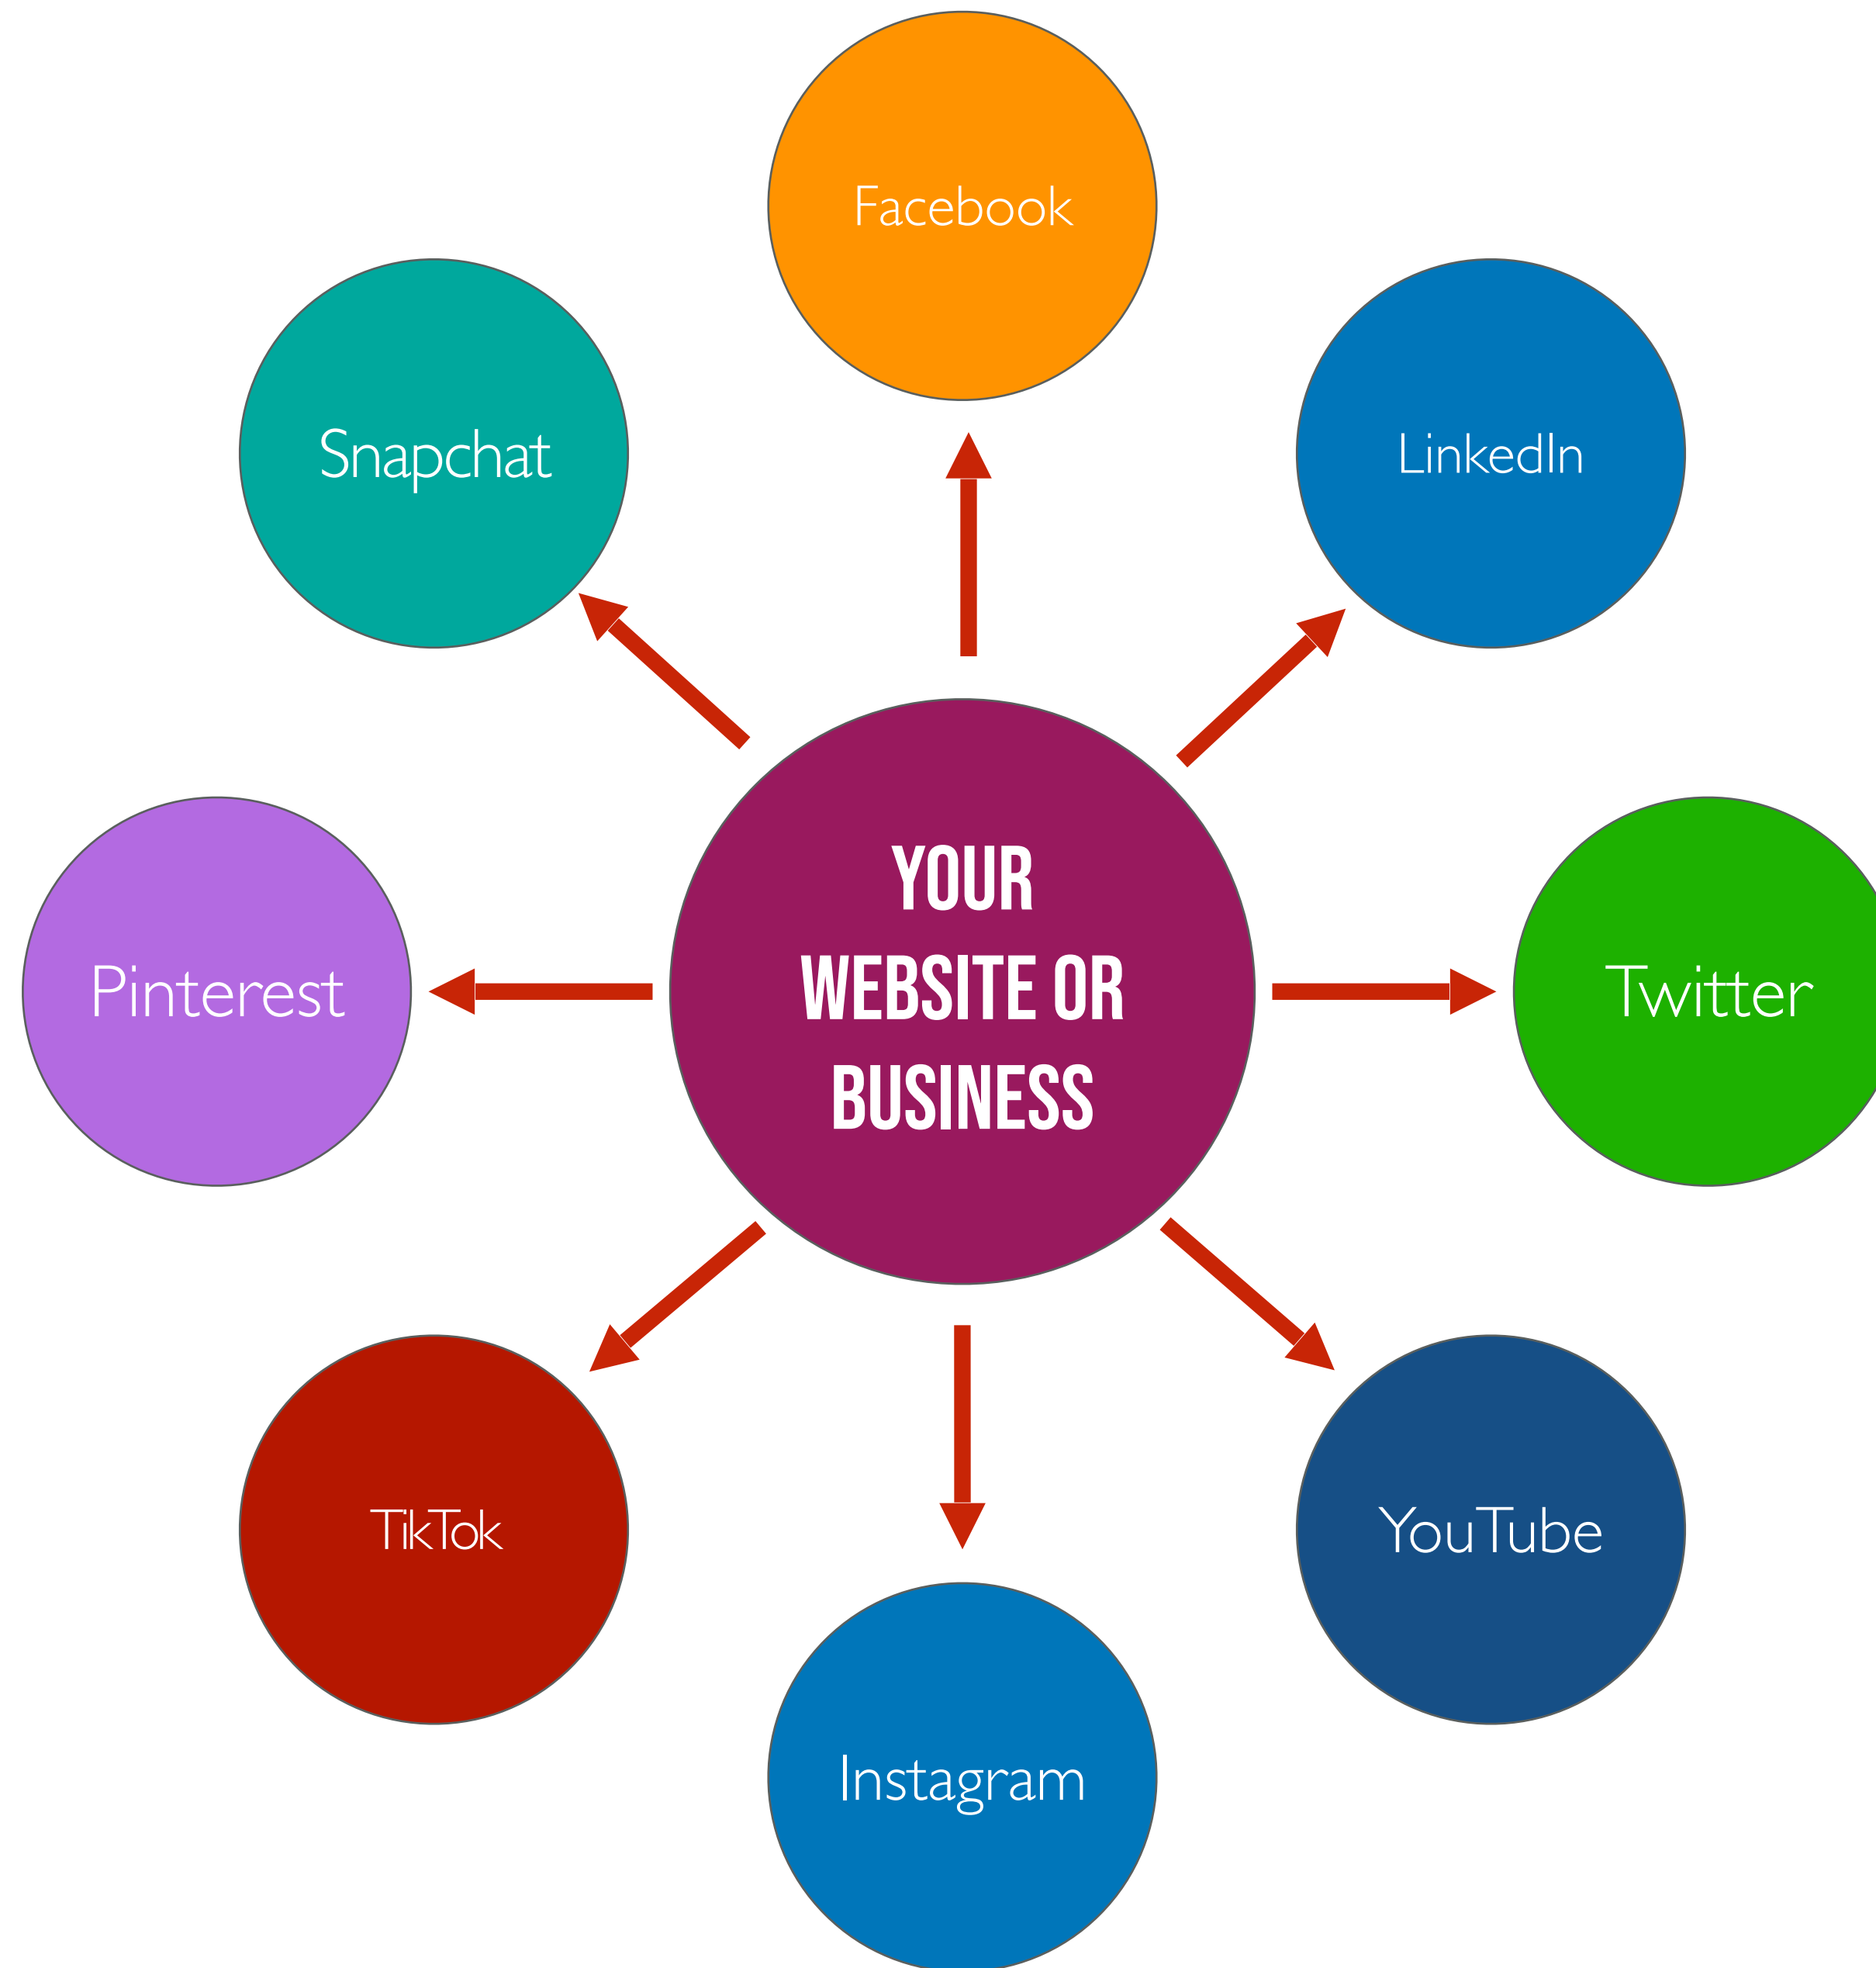 Facebook
Snapchat
LinkedIn
YOUR
WEBSITE OR
BUSINESS
Pinterest
Twitter
TikTok
YouTube
Instagram